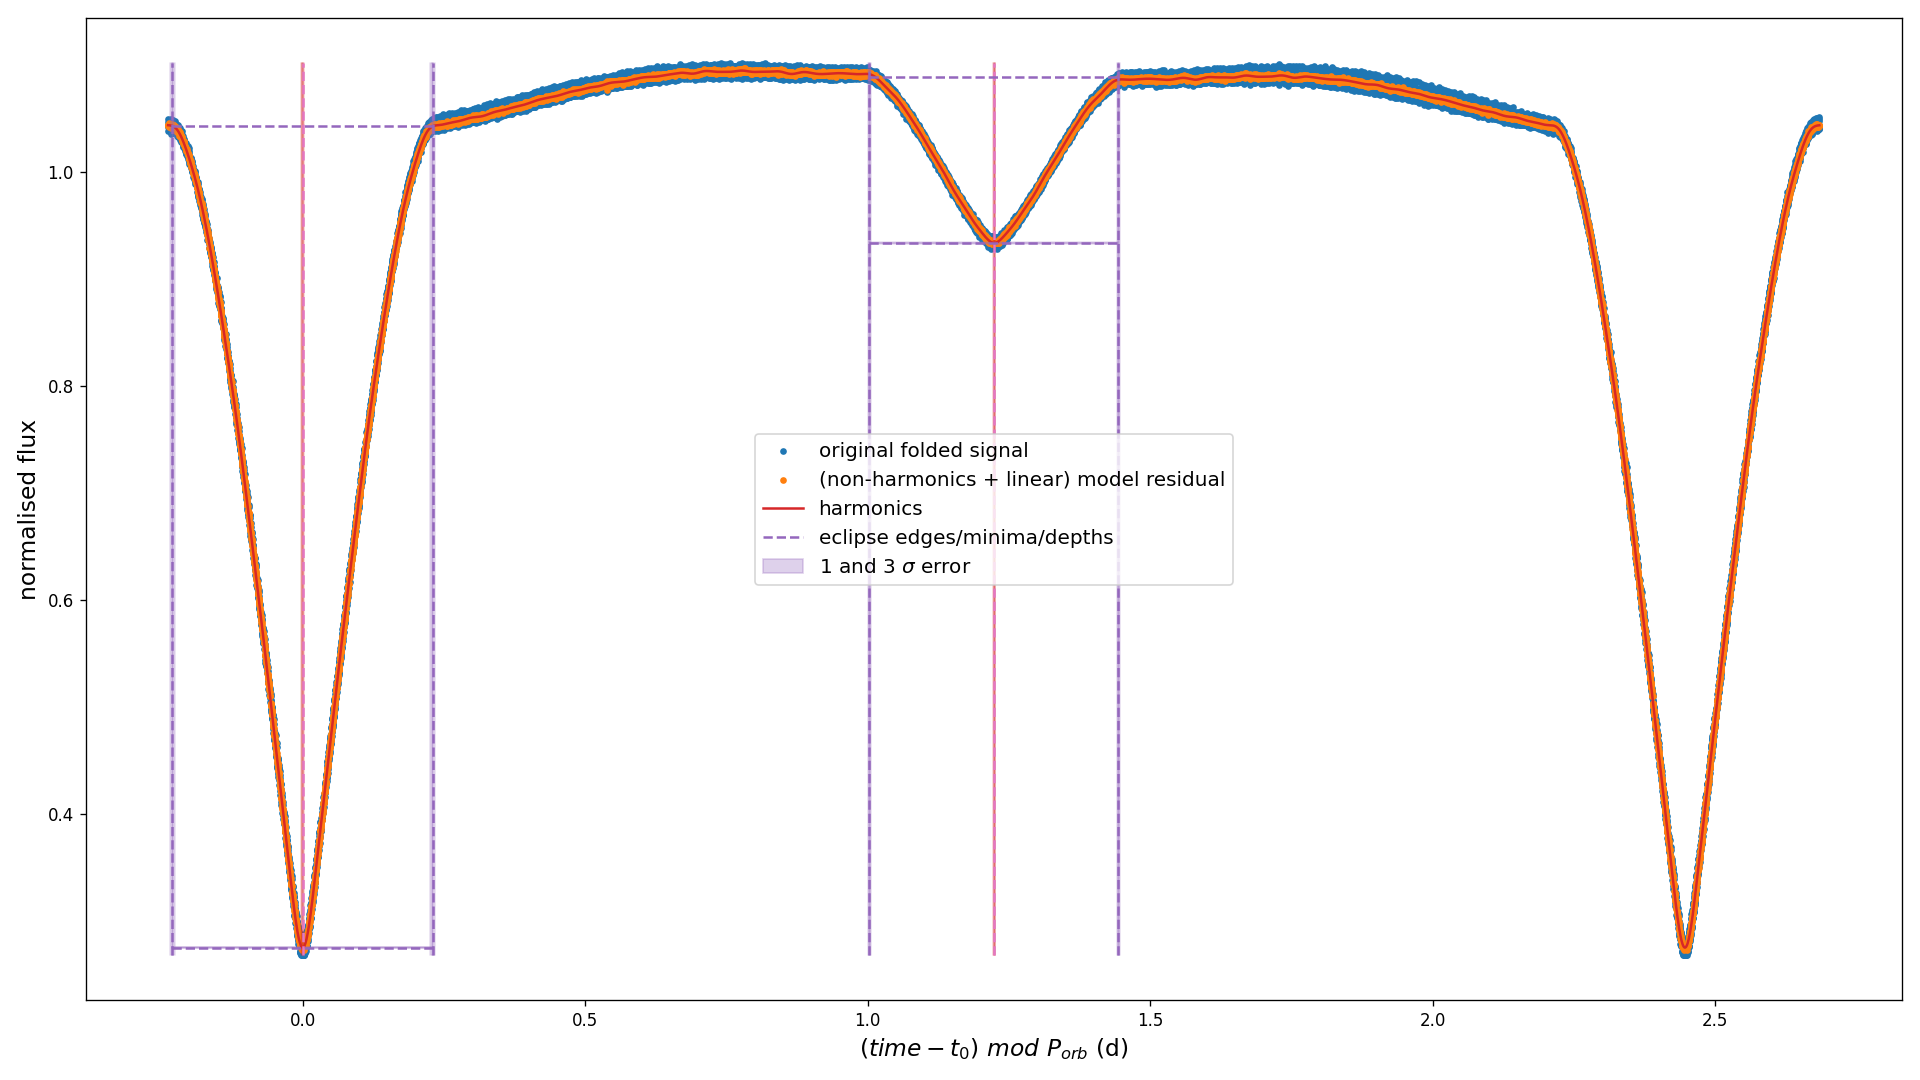 normalised flux
1.0
0.8
0.6
0.4
original folded signal
(non-harmonics + linear) model residual
harmonics
eclipse edges/minima/depths
1 and 3 σ error
0.0 0.5 1.0 1.5 2.0 2.5
(time − t₀) mod Pₒᵣb (d)